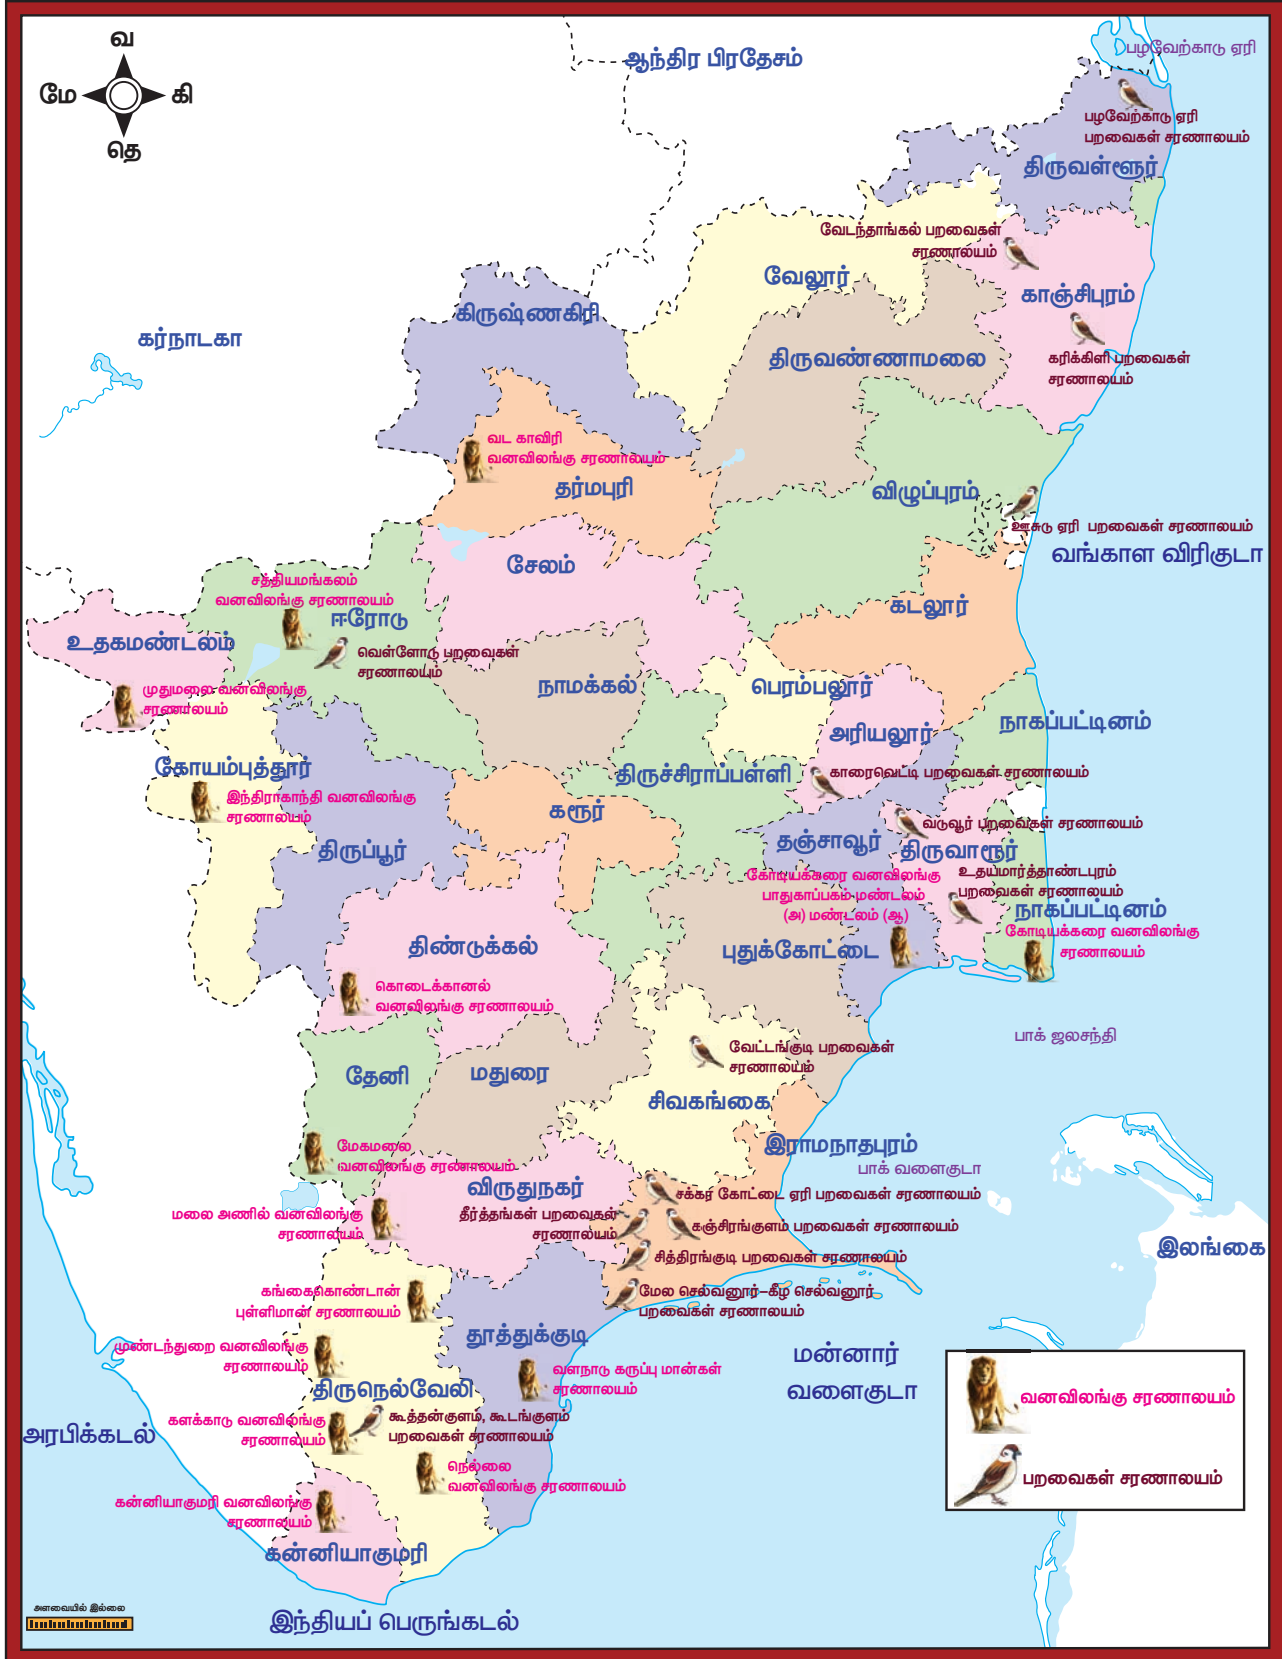 வ
மே
கி
தெ
ஆந்திர பிரதேசம்
பழவேற்காடு ஏரி
பழவேற்காடு ஏரி
பறவைகள் சரணாலயம்
திருவள்ளூர்
வேடந்தாங்கல் பறவைகள்
சரணாலயம்
வேலூர்
காஞ்சிபுரம்
கிருஷ்ணகிரி
கர்நாடகா
திருவண்ணாமலை
கரிக்கிளி பறவைகள்
சரணாலயம்
வட காவிரி
வனவிலங்கு சரணாலயம்
தர்மபுரி
விழுப்புரம்
ஊசுடு ஏரி பறவைகள் சரணாலயம்
வங்காள விரிகுடா
சேலம்
சத்தியமங்கலம்
வனவிலங்கு சரணாலயம்
ஈரோடு
கடலூர்
உதகமண்டலம்
வெள்ளோடு பறவைகள்
சரணாலயம்
முதுமலை வனவிலங்கு
சரணாலயம்
நாமக்கல்
பெரம்பலூர்
அரியலூர்
நாகப்பட்டினம்
கோயம்புத்தூர்
திருச்சிராப்பள்ளி
காரைவெட்டி பறவைகள் சரணாலயம்
இந்திராகாந்தி வனவிலங்கு
சரணாலயம்
கரூர்
வடுவூர் பறவைகள் சரணாலயம்
திருப்பூர்
தஞ்சாவூர்
திருவாரூர்
கோடியக்கரை வனவிலங்கு
பாதுகாப்பகம் மண்டலம்
(அ) மண்டலம் (ஆ)
உதயமார்த்தாண்டபுரம்
பறவைகள் சரணாலயம்
நாகப்பட்டினம்
கோடியக்கரை வனவிலங்கு
சரணாலயம்
திண்டுக்கல்
புதுக்கோட்டை
கொடைக்கானல்
வனவிலங்கு சரணாலயம்
பாக் ஜலசந்தி
வேட்டங்குடி பறவைகள்
சரணாலயம்
தேனி
மதுரை
சிவகங்கை
மேகமலை
வனவிலங்கு சரணாலயம்
இராமநாதபுரம்
பாக் வளைகுடா
விருதுநகர்
சக்கர கோட்டை ஏரி பறவைகள் சரணாலயம்
மலை அணில் வனவிலங்கு
சரணாலயம்
தீர்த்தங்கள் பறவைகள்
சரணாலயம்
கஞ்சிரங்குளம் பறவைகள் சரணாலயம்
சித்திரங்குடி பறவைகள் சரணாலயம்
இலங்கை
மேல செல்வனூர்–கீழ செல்வனூர்
பறவைகள் சரணாலயம்
கங்கைகொண்டான்
புள்ளிமான் சரணாலயம்
தூத்துக்குடி
முண்டந்துறை வனவிலங்கு
சரணாலயம்
வளநாடு கருப்பு மான்கள்
சரணாலயம்
மன்னார்
வளைகுடா
திருநெல்வேலி
களக்காடு வனவிலங்கு
சரணாலயம்
கூத்தன்குளம், கூடங்குளம்
பறவைகள் சரணாலயம்
அரபிக்கடல்
நெல்லை
வனவிலங்கு சரணாலயம்
வனவிலங்கு சரணாலயம்
பறவைகள் சரணாலயம்
கன்னியாகுமரி வனவிலங்கு
சரணாலயம்
கன்னியாகுமரி
அளவையில் இல்லை
இந்தியப் பெருங்கடல்